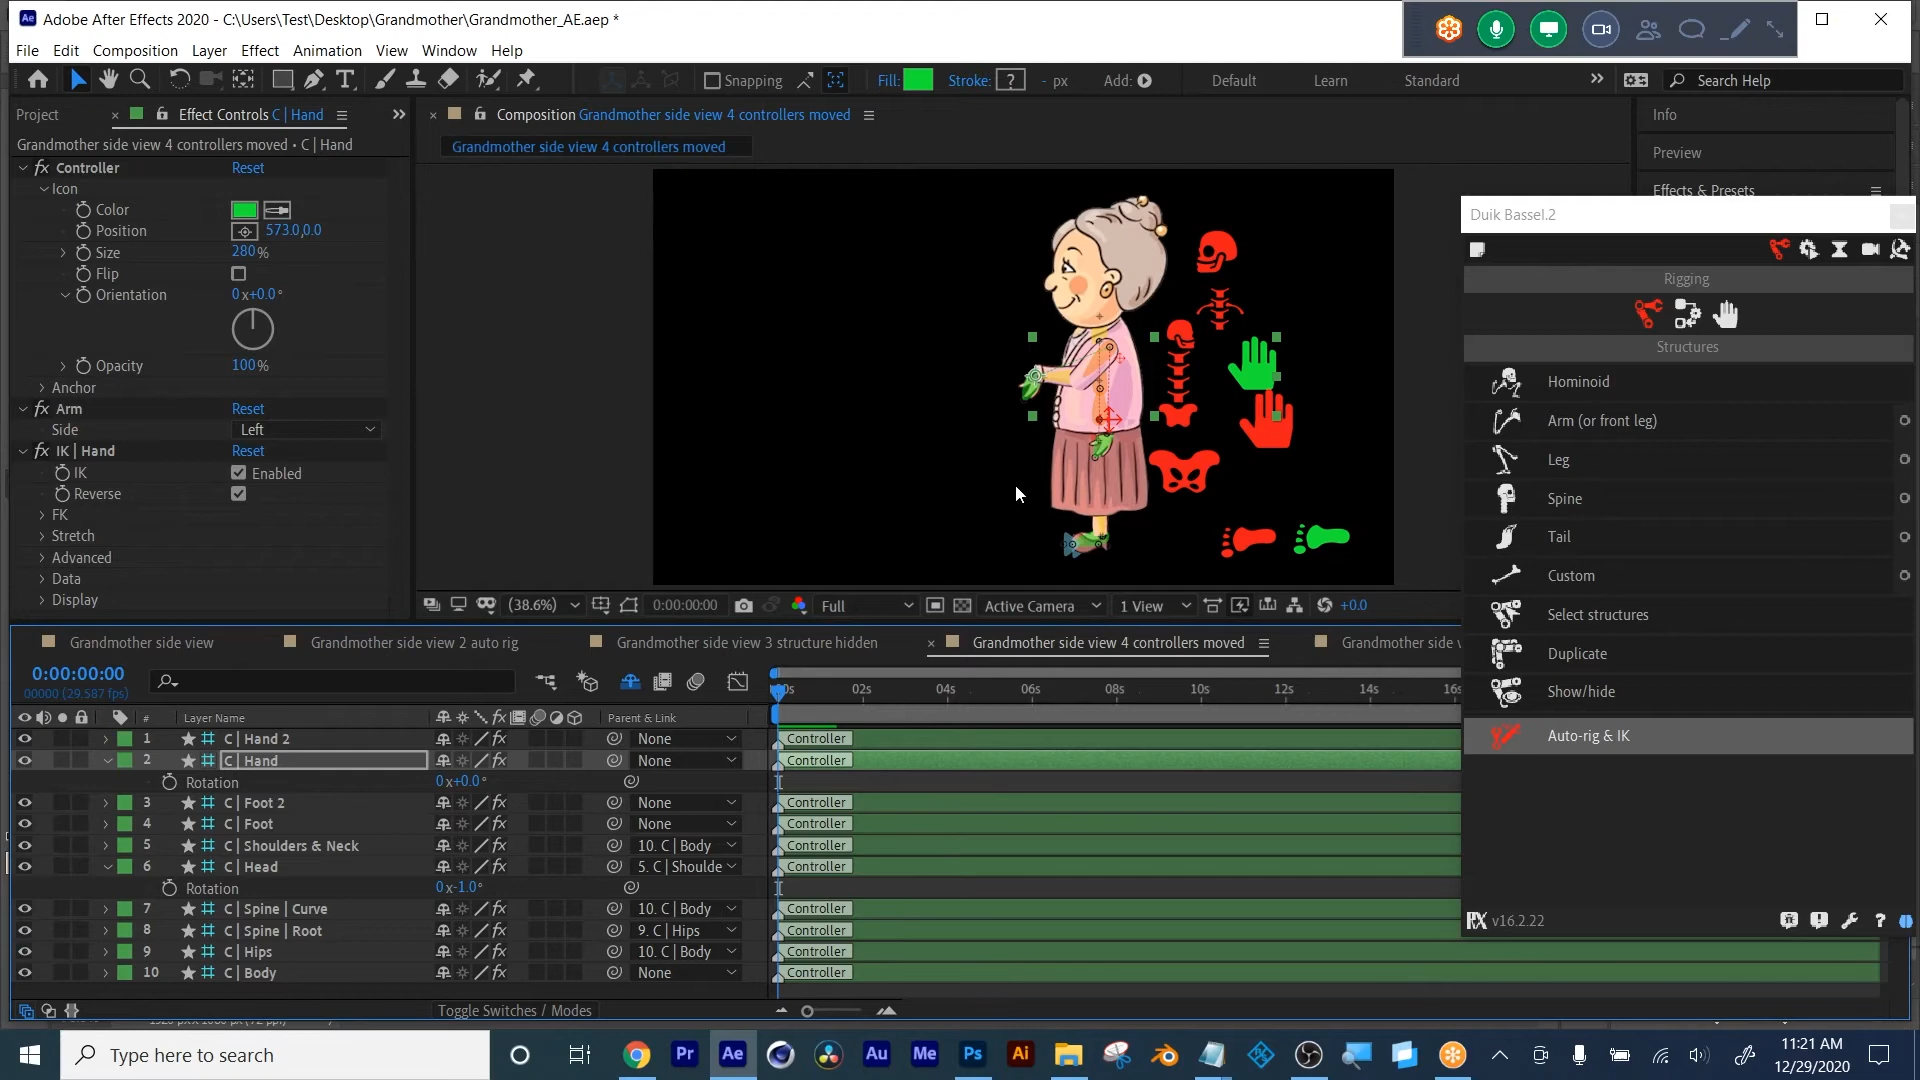 Adobe After Effects 2020 - C:\Users\Test\Desktop\Grandmother\Grandmother_AE.aep *
File Edit Composition Layer Effect Animation View Window Help
Snapping
Fill: Stroke: ? - px Add:
Default Learn Standard
Search Help
Project
Effect Controls C | Hand
Grandmother side view 4 controllers moved • C | Hand
fx Controller Reset
Icon
Color
Position 573.0,0.0
Size 280%
Flip
Orientation 0x+0.0°
Opacity 100%
Anchor
fx Arm Reset
Side Left
fx IK | Hand Reset
IK Enabled
Reverse
FK
Stretch
Advanced
Data
Display
Composition Grandmother side view 4 controllers moved
Grandmother side view 4 controllers moved
(38.6%) 0:00:00:00 Full Active Camera 1 View +0.0
Info
Preview
Effects & Presets
Duik Bassel.2
Rigging
Structures
Hominoid
Arm (or front leg)
Leg
Spine
Tail
Custom
Select structures
Duplicate
Show/hide
Auto-rig & IK
v16.2.22
Grandmother side view
Grandmother side view 2 auto rig
Grandmother side view 3 structure hidden
Grandmother side view 4 controllers moved
Grandmother side v
0:00:00:00
00000 (29.587 fps)
02s 04s 06s 08s 10s 12s 14s 16s
# Layer Name Parent & Link
1 C | Hand 2 None Controller
2 C | Hand None Controller
Rotation 0x+0.0°
3 C | Foot 2 None Controller
4 C | Foot None Controller
5 C | Shoulders & Neck 10. C | Body Controller
6 C | Head 5. C | Shoulde Controller
Rotation 0x-1.0°
7 C | Spine | Curve 10. C | Body Controller
8 C | Spine | Root 9. C | Hips Controller
9 C | Hips 10. C | Body Controller
10 C | Body None Controller
Toggle Switches / Modes
Type here to search
Pr Ae Au Me Ps Ai
11:21 AM
12/29/2020